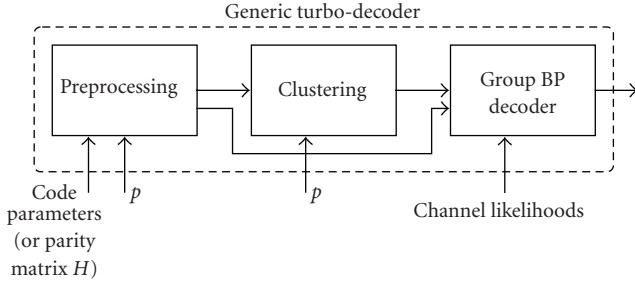 Generic turbo-decoder
Preprocessing
Clustering
Group BP
decoder
Code
parameters
(or parity
matrix H)
p
p
Channel likelihoods